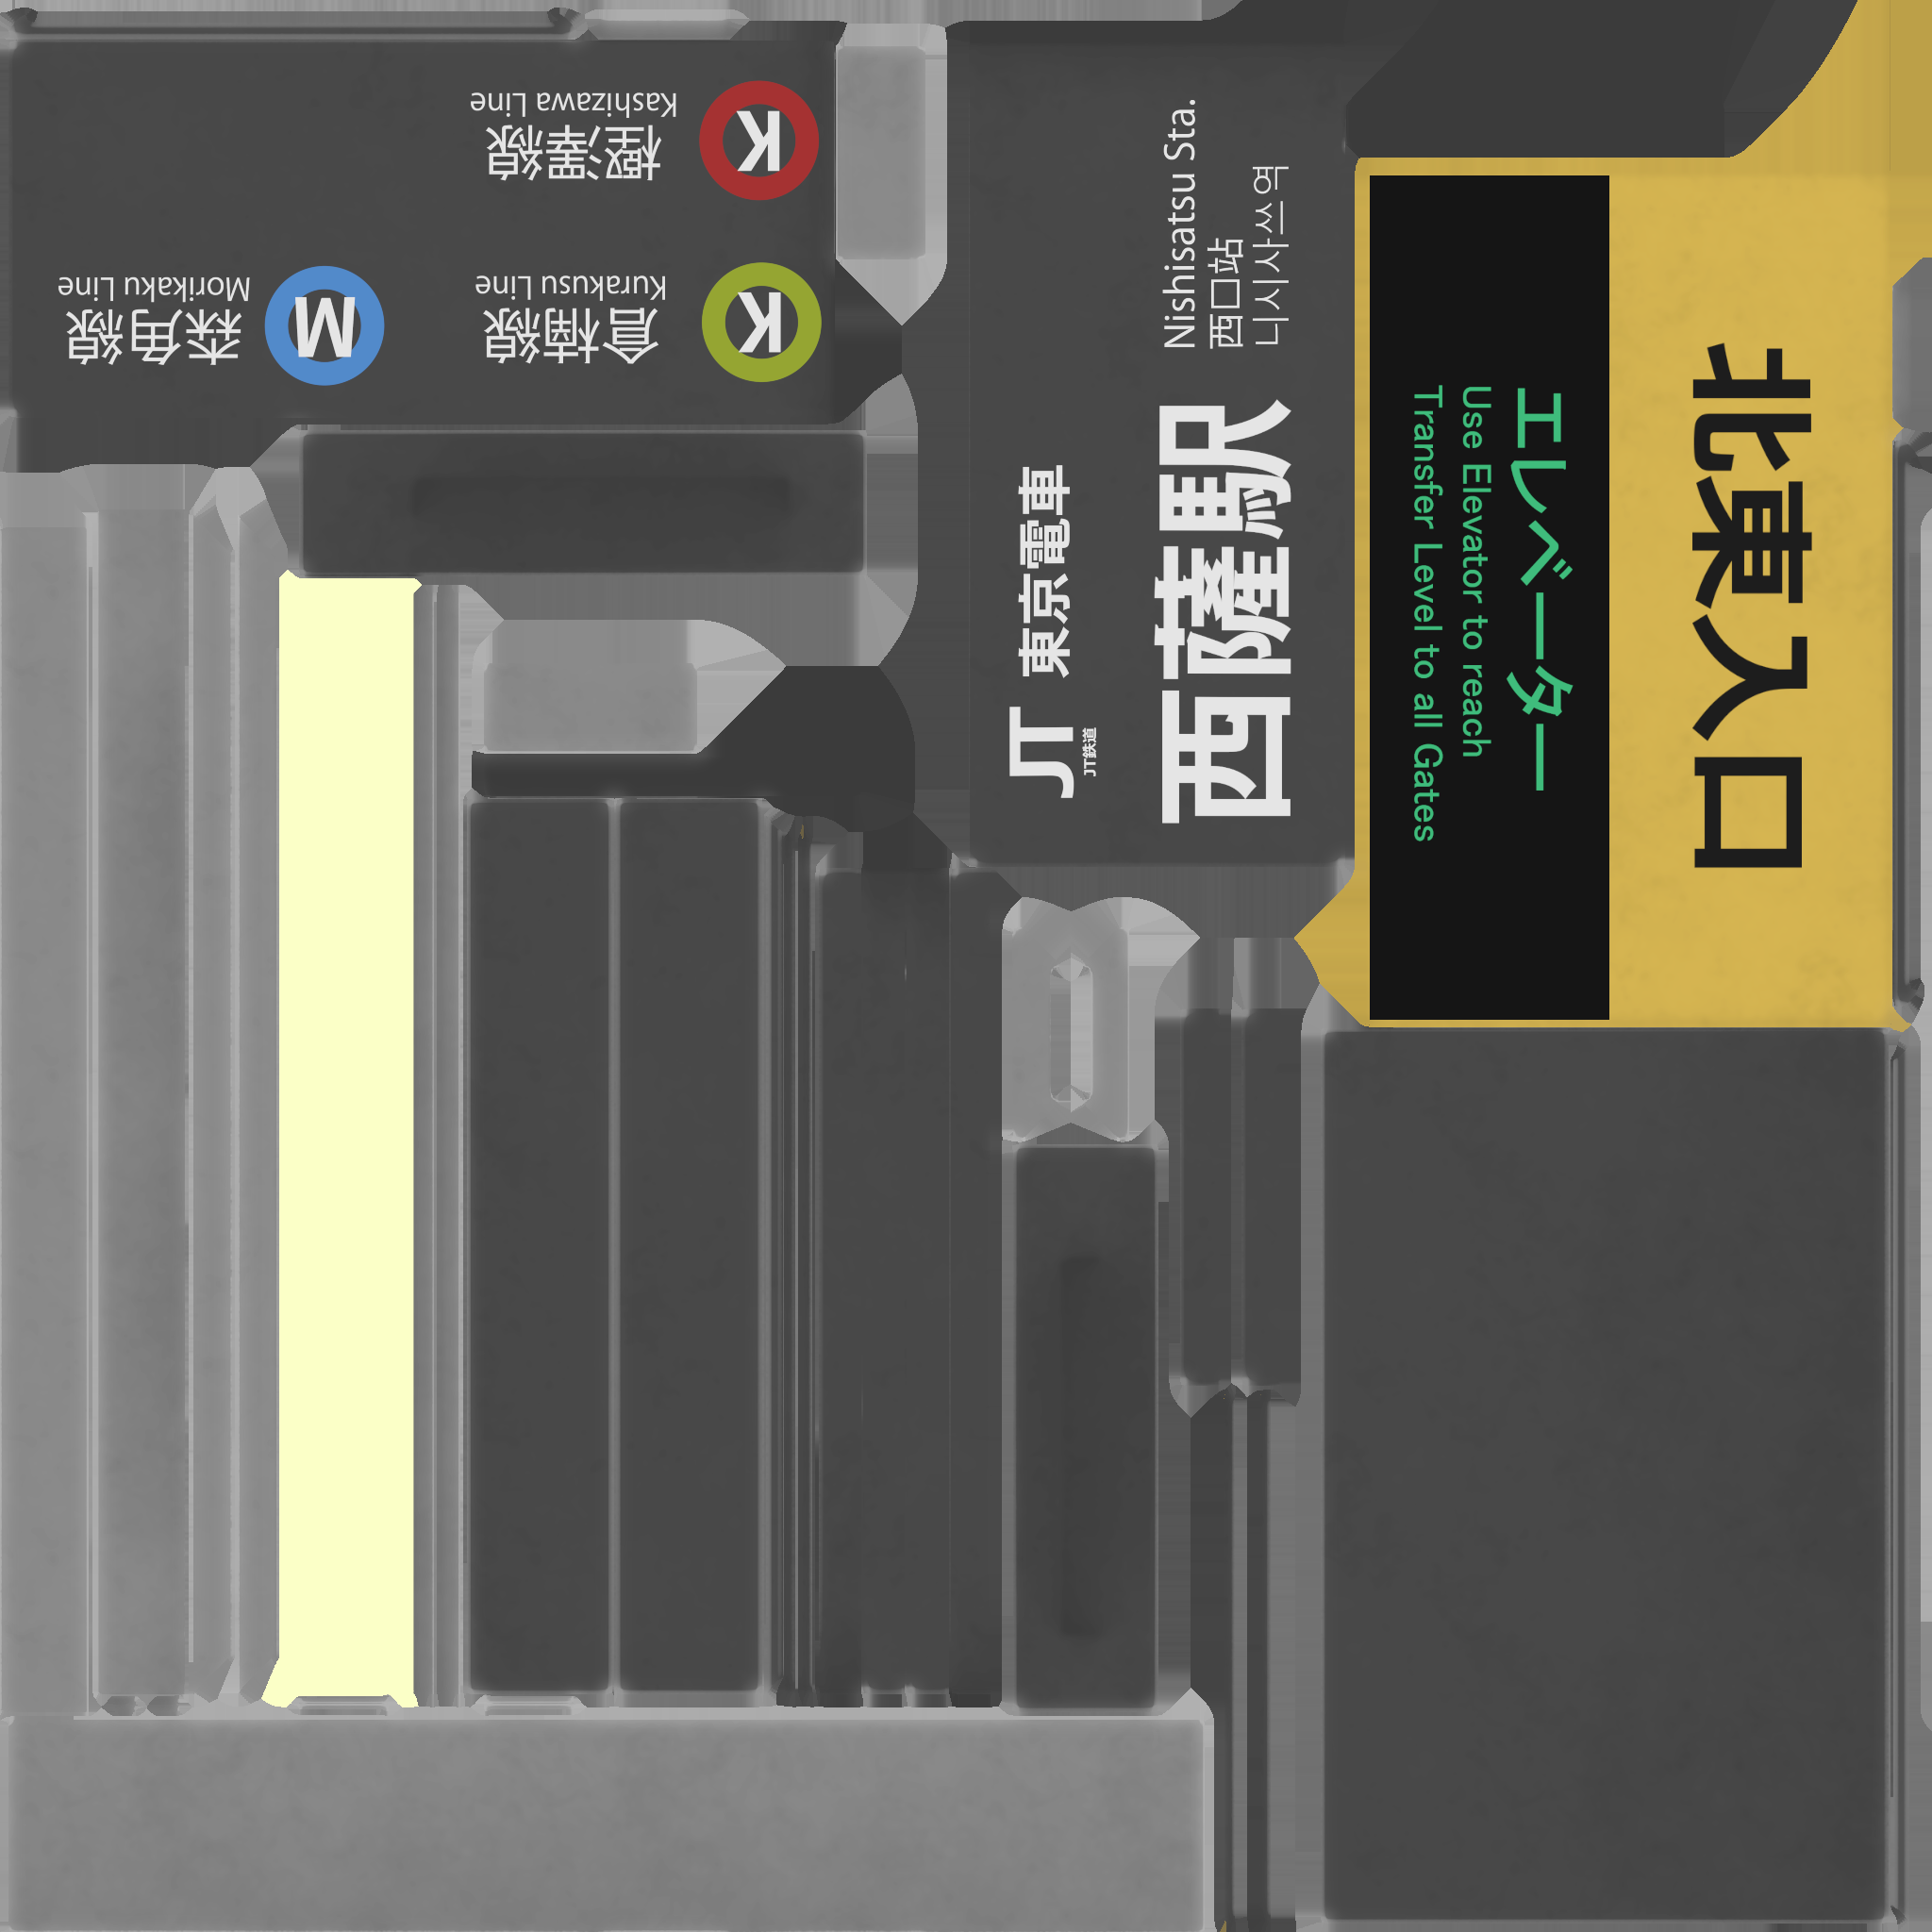 K
倉楠線
Kurakusu Line
M
森角線
Morikaku Line
K
樫澤線
Kashizawa Line
JT 東京電車
JT鉄道
西薩駅
Nishisatsu Sta.
西口站
니시사쓰역
北東入口
エレベーター
Use Elevator to reach
Transfer Level to all Gates